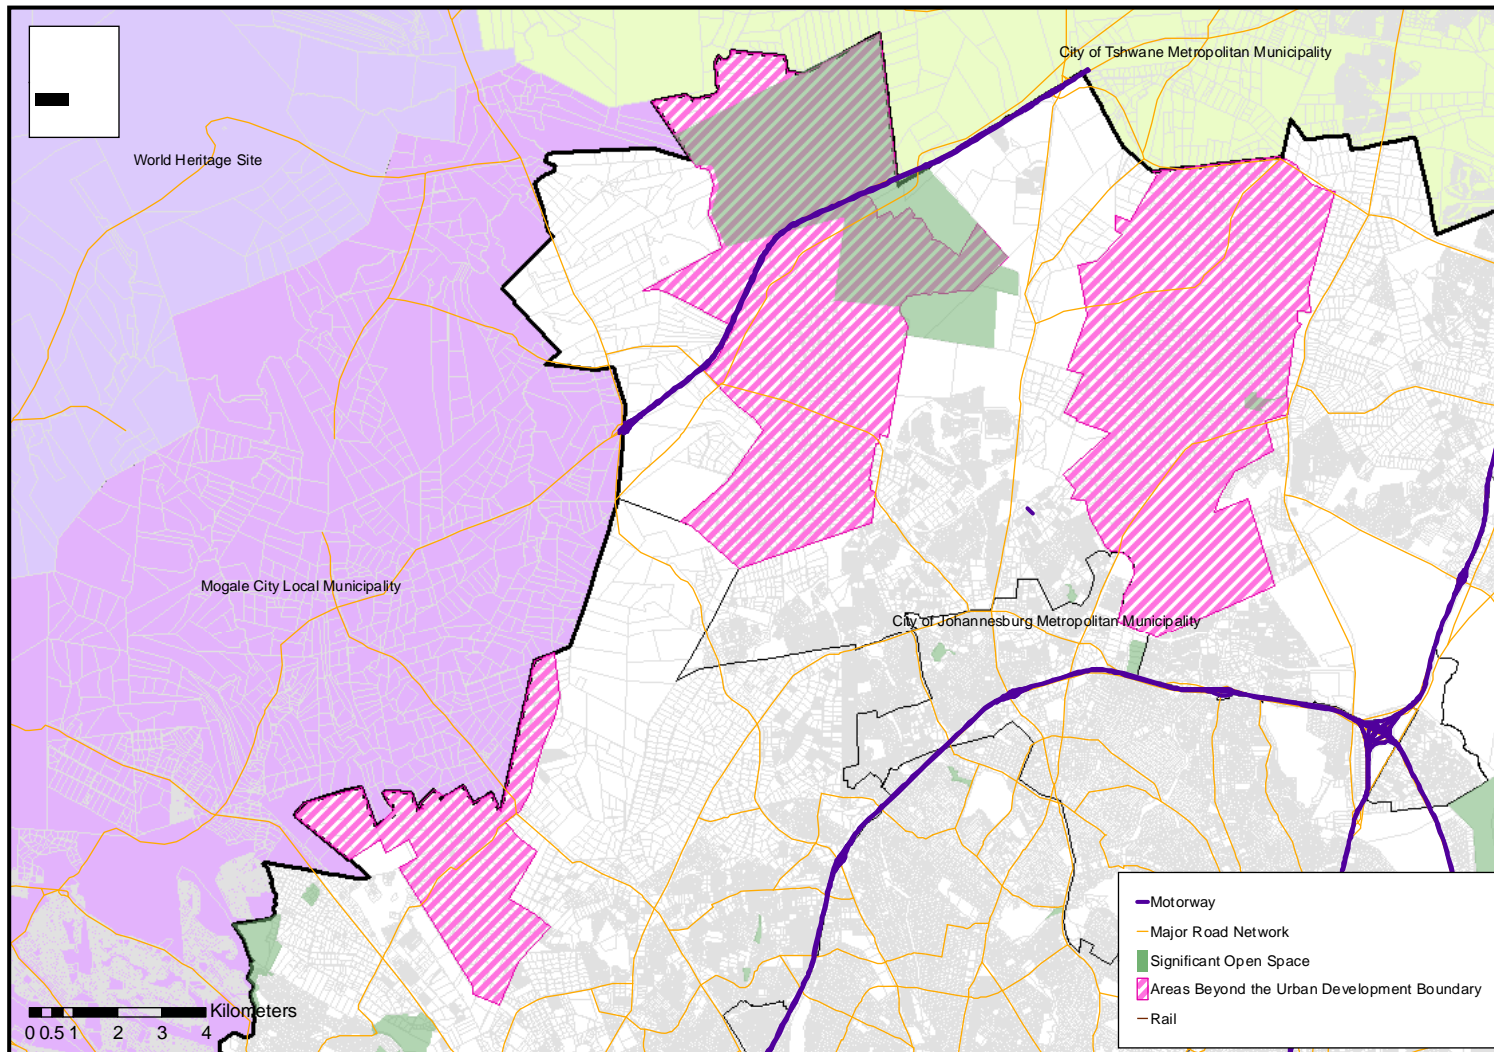 City of Tshwane Metropolitan Municipality
World Heritage Site
Mogale City Local Municipality
City of Johannesburg Metropolitan Municipality
Motorway
Major Road Network
Significant Open Space
Areas Beyond the Urban Development Boundary
Rail
Kilometers
0 0.5 1 2 3 4